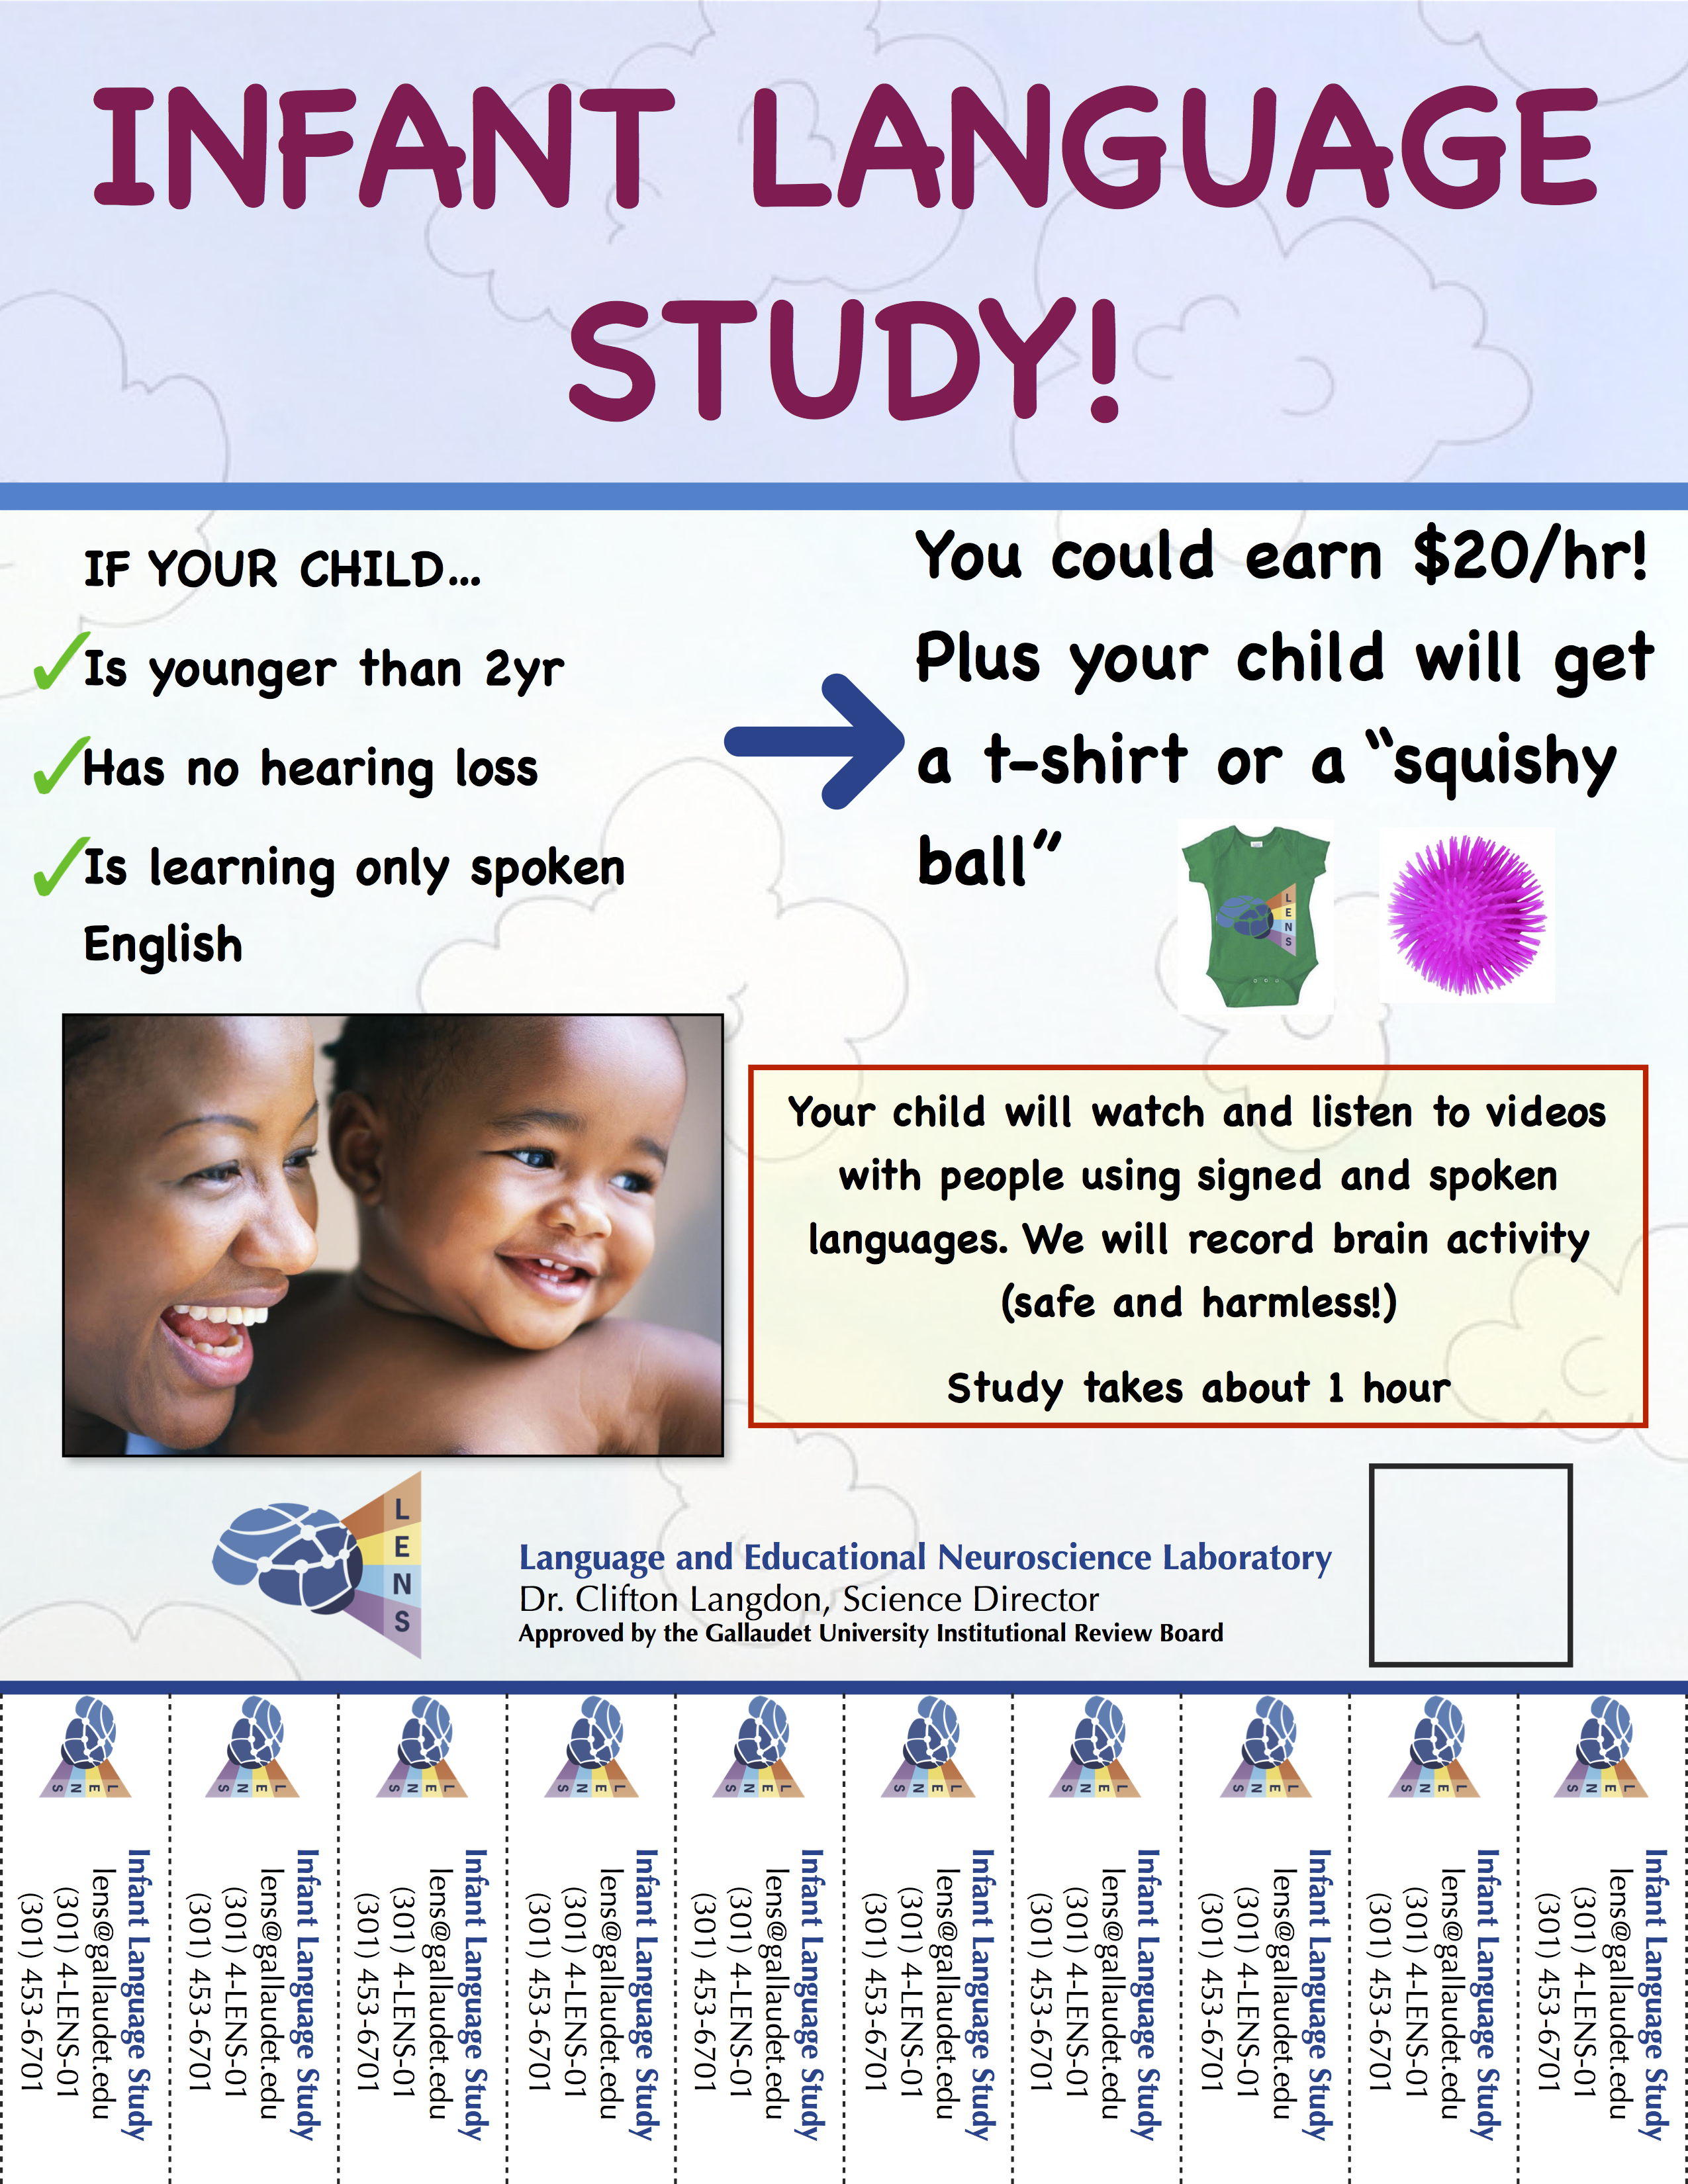 INFANT LANGUAGE
STUDY!
IF YOUR CHILD...
Is younger than 2yr
Has no hearing loss
Is learning only spoken
English
You could earn $20/hr!
Plus your child will get
a t-shirt or a “squishy
ball”
L
E
N
S
Your child will watch and listen to videos
with people using signed and spoken
languages. We will record brain activity
(safe and harmless!)
Study takes about 1 hour
L
E
N
S
Language and Educational Neuroscience Laboratory
Dr. Clifton Langdon, Science Director
Approved by the Gallaudet University Institutional Review Board
LENS
Infant Language Study
lens@gallaudet.edu
(301) 4-LENS-01
(301) 453-6701
LENS
Infant Language Study
lens@gallaudet.edu
(301) 4-LENS-01
(301) 453-6701
LENS
Infant Language Study
lens@gallaudet.edu
(301) 4-LENS-01
(301) 453-6701
LENS
Infant Language Study
lens@gallaudet.edu
(301) 4-LENS-01
(301) 453-6701
LENS
Infant Language Study
lens@gallaudet.edu
(301) 4-LENS-01
(301) 453-6701
LENS
Infant Language Study
lens@gallaudet.edu
(301) 4-LENS-01
(301) 453-6701
LENS
Infant Language Study
lens@gallaudet.edu
(301) 4-LENS-01
(301) 453-6701
LENS
Infant Language Study
lens@gallaudet.edu
(301) 4-LENS-01
(301) 453-6701
LENS
Infant Language Study
lens@gallaudet.edu
(301) 4-LENS-01
(301) 453-6701
LENS
Infant Language Study
lens@gallaudet.edu
(301) 4-LENS-01
(301) 453-6701